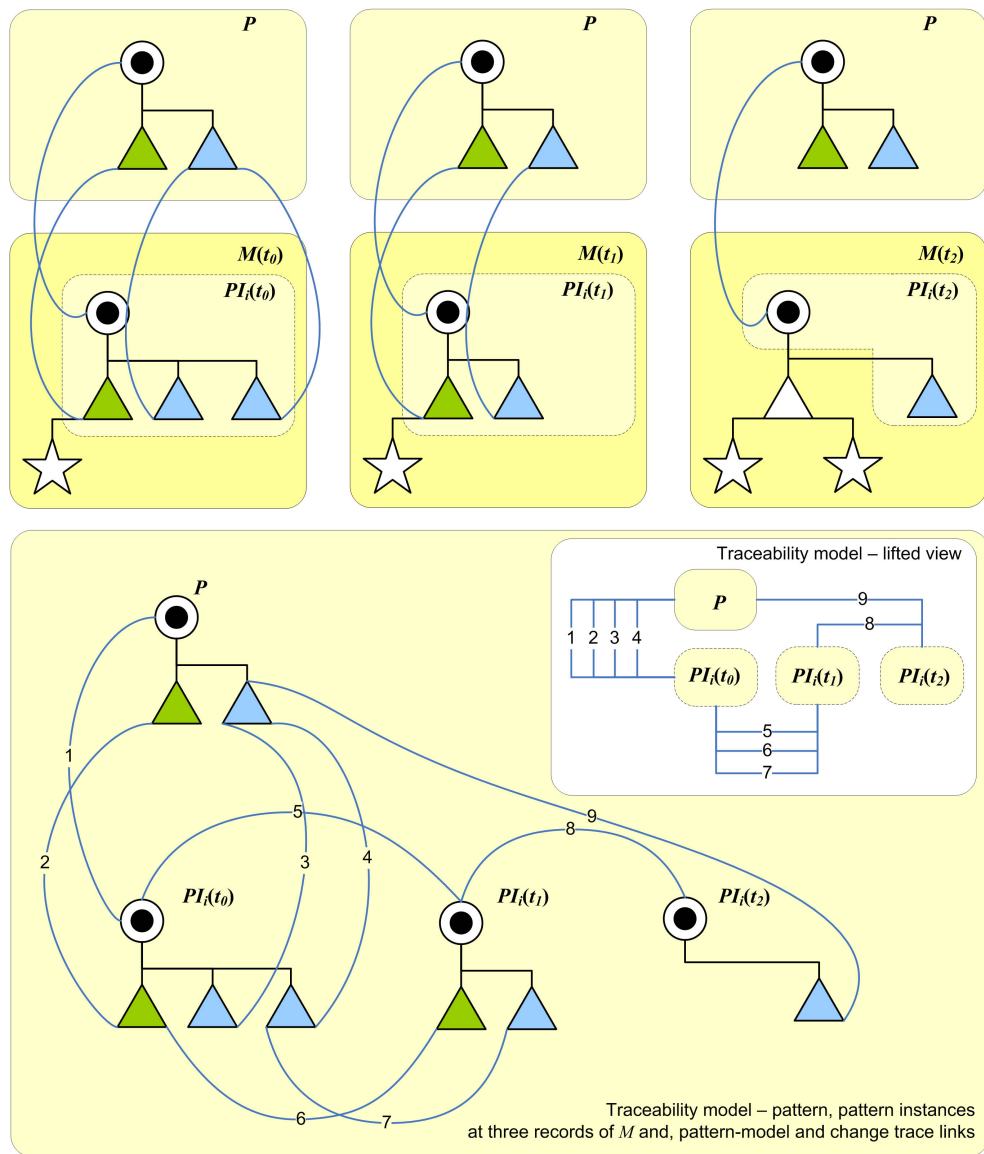 P
P
P
M(t₀)
M(t₁)
M(t₂)
PIᵢ(t₀)
PIᵢ(t₁)
PIᵢ(t₂)
Traceability model – lifted view
P
9
8
1 2 3 4
PIᵢ(t₀)
PIᵢ(t₁)
PIᵢ(t₂)
5
6
7
P
1
5
9
8
2
3
4
PIᵢ(t₀)
PIᵢ(t₁)
PIᵢ(t₂)
6
7
Traceability model – pattern, pattern instances
at three records of M and, pattern-model and change trace links